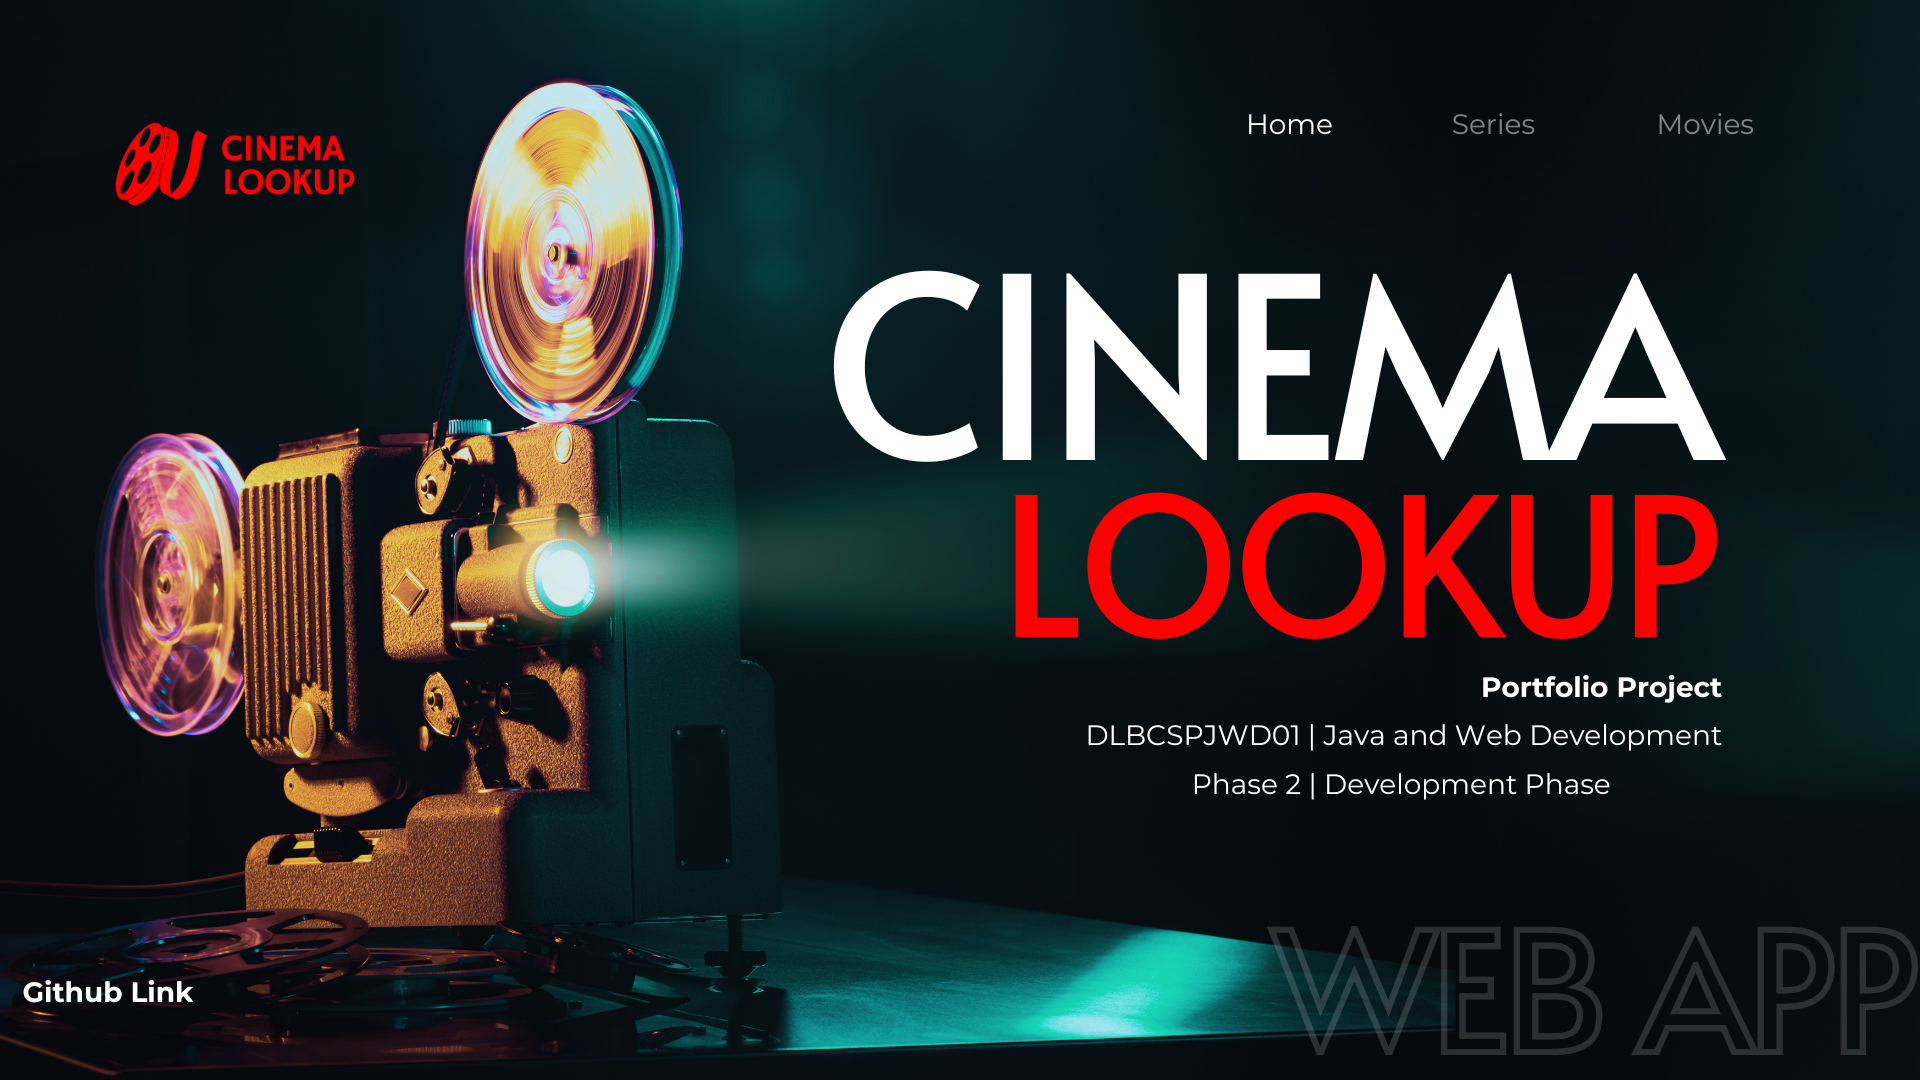 CINEMA
LOOKUP
Home
Series
Movies
CINEMA
LOOKUP
Portfolio Project
DLBCSPJWD01 | Java and Web Development
Phase 2 | Development Phase
Github Link
WEB APP